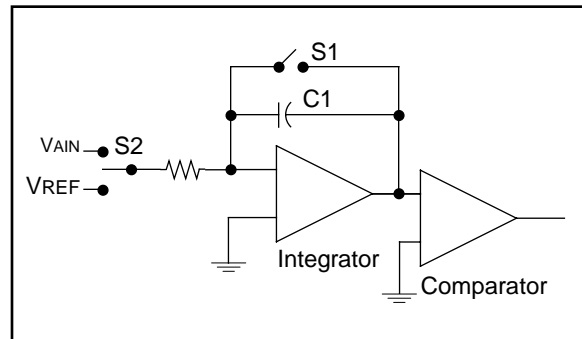 S1
C1
VAIN
S2
VREF
Integrator
Comparator